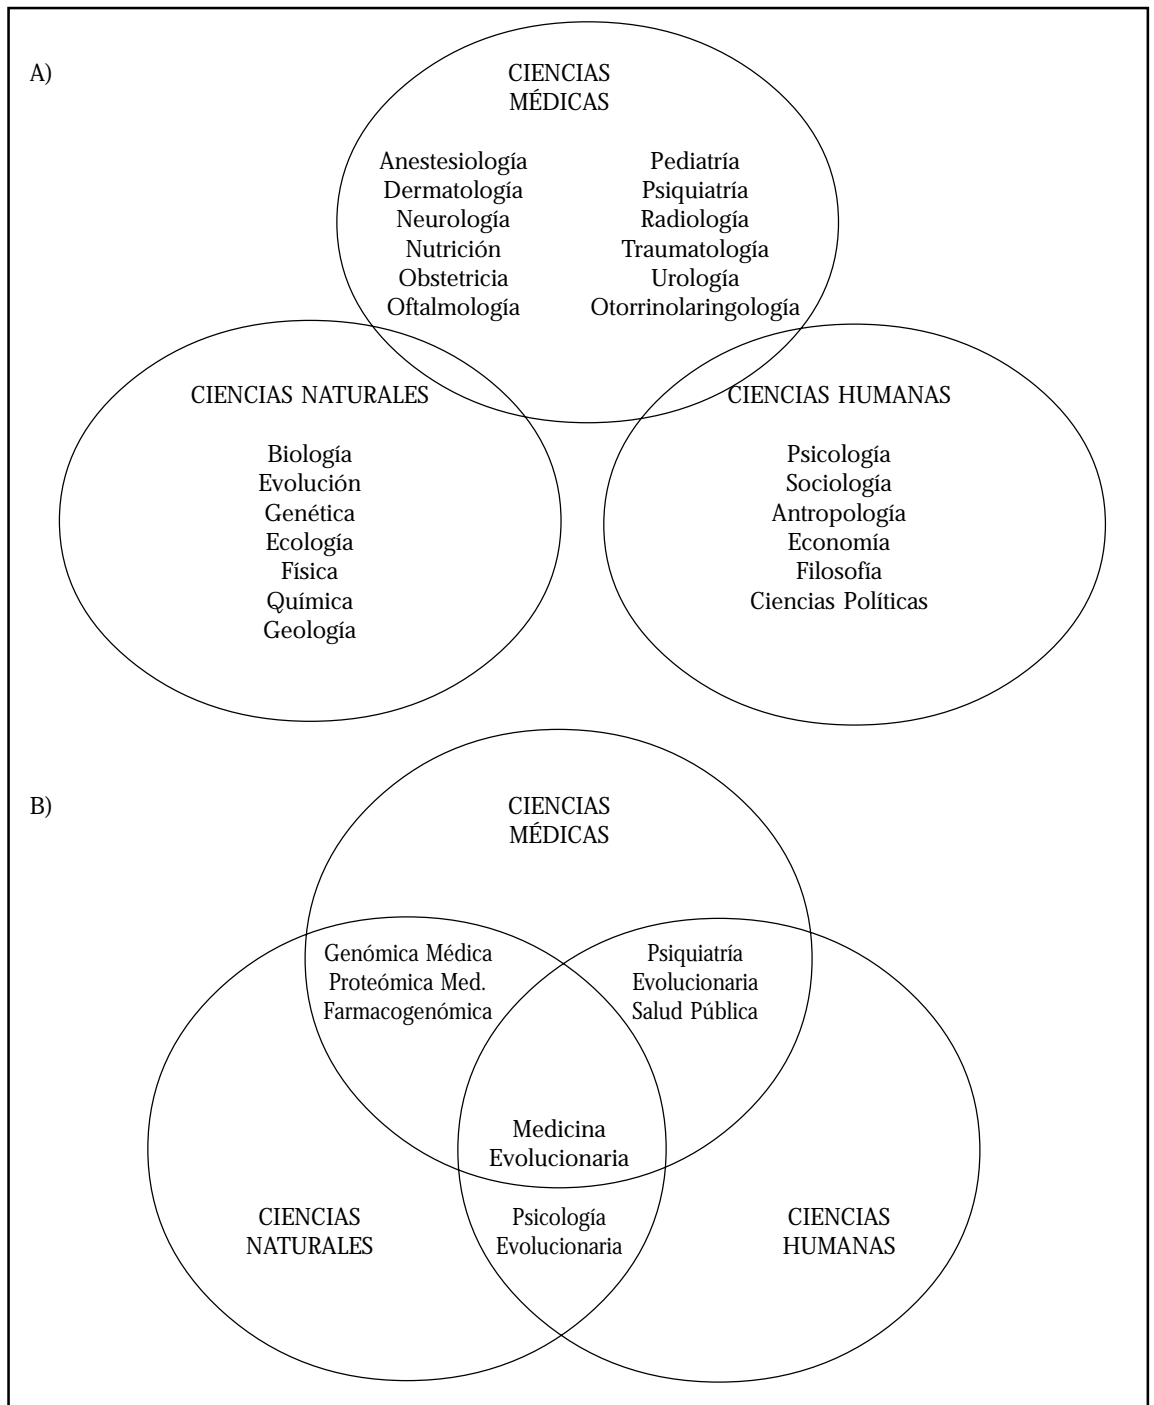 A)
CIENCIAS
MÉDICAS
Anestesiología
Dermatología
Neurología
Nutrición
Obstetricia
Oftalmología
Pediatría
Psiquiatría
Radiología
Traumatología
Urología
Otorrinolaringología
CIENCIAS NATURALES
Biología
Evolución
Genética
Ecología
Física
Química
Geología
CIENCIAS HUMANAS
Psicología
Sociología
Antropología
Economía
Filosofía
Ciencias Políticas
B)
CIENCIAS
MÉDICAS
Genómica Médica
Proteómica Med.
Farmacogenómica
Psiquiatría
Evolucionaria
Salud Pública
Medicina
Evolucionaria
CIENCIAS
NATURALES
Psicología
Evolucionaria
CIENCIAS
HUMANAS